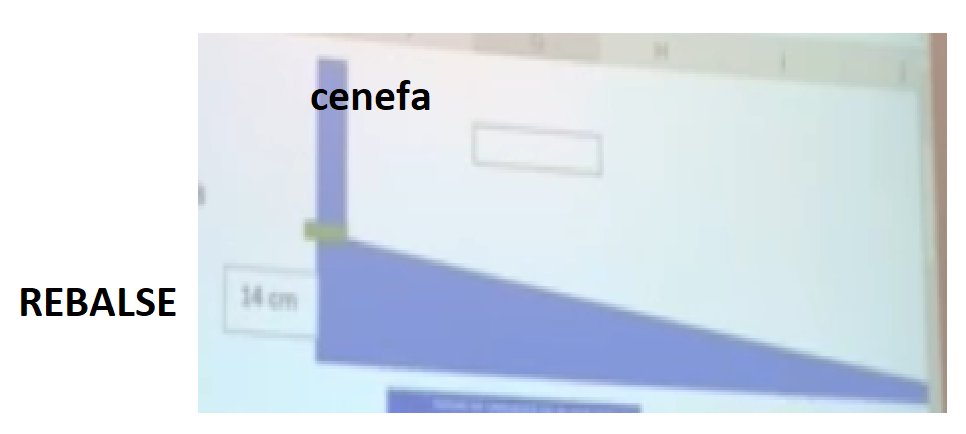 cenefa
H
I
J
REBALSE
14 cm